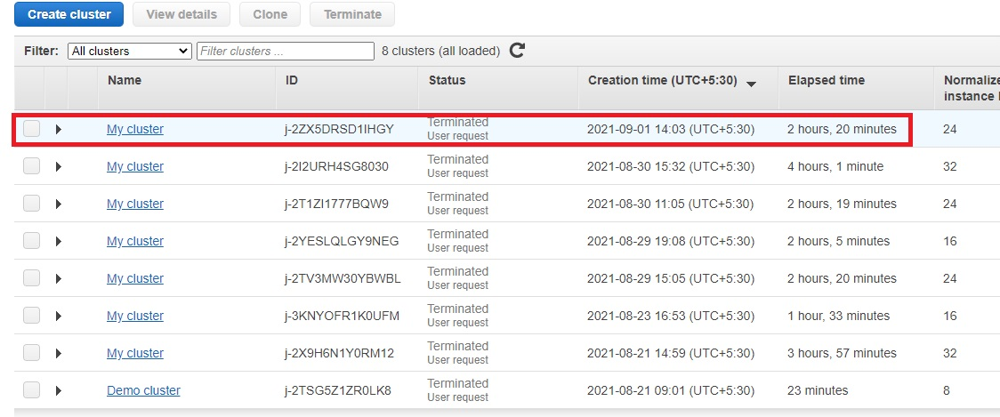 Create cluster View details Clone Terminate
Filter: All clusters Filter clusters ... 8 clusters (all loaded)
Name ID Status Creation time (UTC+5:30) Elapsed time Normalize
instance
My cluster j-2ZX5DRSD1IHGY Terminated 2021-09-01 14:03 (UTC+5:30) 2 hours, 20 minutes 24
User request
My cluster j-2I2URH4SG8030 Terminated 2021-08-30 15:32 (UTC+5:30) 4 hours, 1 minute 32
User request
My cluster j-2T1ZI1777BQW9 Terminated 2021-08-30 11:05 (UTC+5:30) 2 hours, 19 minutes 24
User request
My cluster j-2YESLQLGY9NEG Terminated 2021-08-29 19:08 (UTC+5:30) 2 hours, 5 minutes 16
User request
My cluster j-2TV3MW30YBWBL Terminated 2021-08-29 15:05 (UTC+5:30) 2 hours, 20 minutes 24
User request
My cluster j-3KNYOFR1K0UFM Terminated 2021-08-23 16:53 (UTC+5:30) 1 hour, 33 minutes 16
User request
My cluster j-2X9H6N1Y0RM12 Terminated 2021-08-21 14:59 (UTC+5:30) 3 hours, 57 minutes 32
User request
Demo cluster j-2TSG5Z1ZR0LK8 Terminated 2021-08-21 09:01 (UTC+5:30) 23 minutes 8
User request